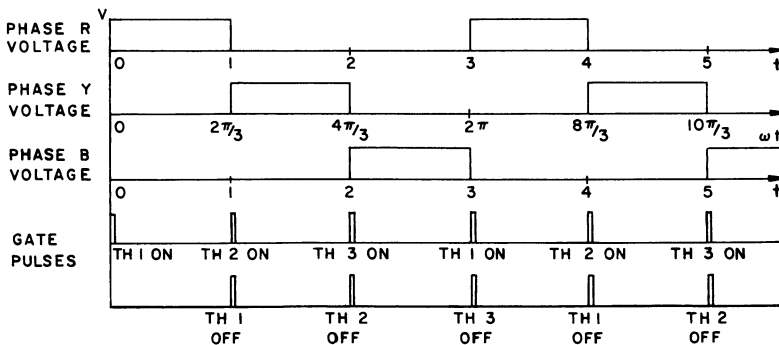 V
PHASE R
VOLTAGE
0 1 2 3 4 5 t
PHASE Y
VOLTAGE
0 2π/3 4π/3 2π 8π/3 10π/3 ωt
PHASE B
VOLTAGE
0 1 2 3 4 5 t
GATE
PULSES
TH 1 ON TH 2 ON TH 3 ON TH 1 ON TH 2 ON TH 3 ON
TH 1 TH 2 TH 3 TH 1 TH 2
OFF OFF OFF OFF OFF